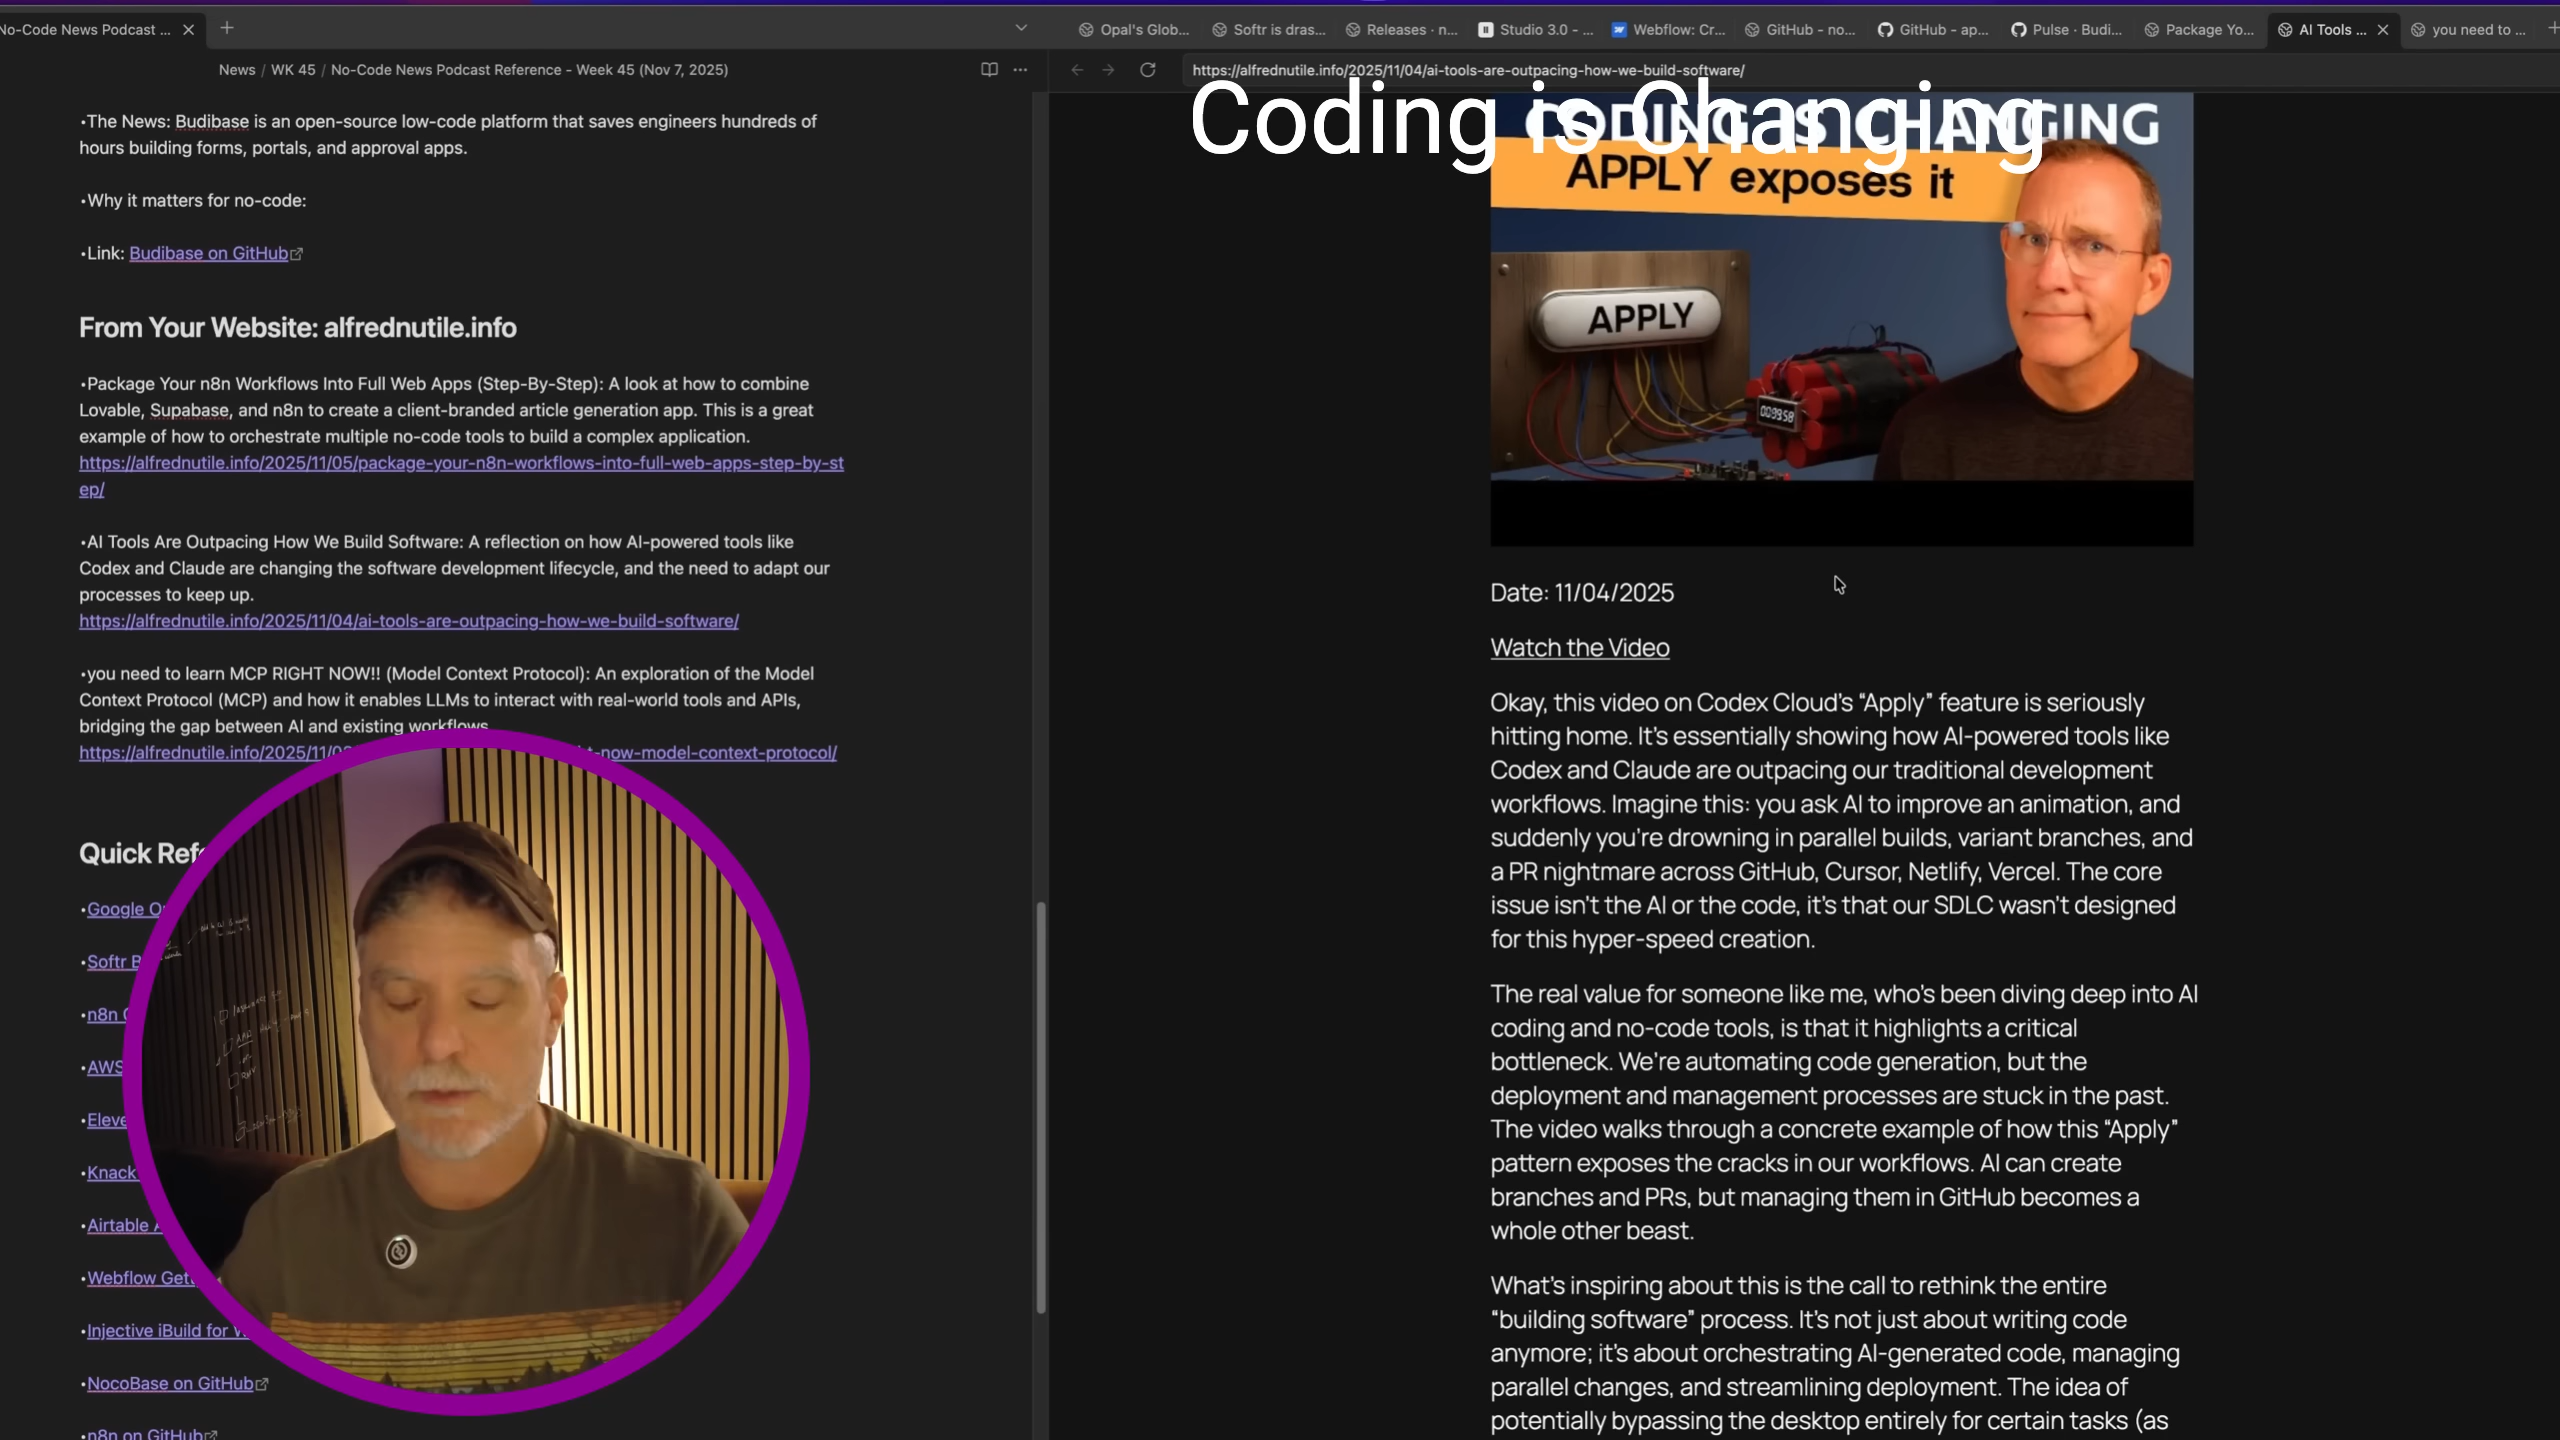 No-Code News Podcast ...
Opal's Glob...
Softr is dras...
Releases · n...
Studio 3.0 - ...
Webflow: Cr...
GitHub - no...
GitHub - ap...
Pulse · Budi...
Package Yo...
AI Tools ...
you need to ...
News / WK 45 / No-Code News Podcast Reference - Week 45 (Nov 7, 2025)
https://alfrednutile.info/2025/11/04/ai-tools-are-outpacing-how-we-build-software/
•The News: Budibase is an open-source low-code platform that saves engineers hundreds of
hours building forms, portals, and approval apps.
•Why it matters for no-code:
•Link: Budibase on GitHub
From Your Website: alfrednutile.info
•Package Your n8n Workflows Into Full Web Apps (Step-By-Step): A look at how to combine
Lovable, Supabase, and n8n to create a client-branded article generation app. This is a great
example of how to orchestrate multiple no-code tools to build a complex application.
https://alfrednutile.info/2025/11/05/package-your-n8n-workflows-into-full-web-apps-step-by-st
ep/
•AI Tools Are Outpacing How We Build Software: A reflection on how AI-powered tools like
Codex and Claude are changing the software development lifecycle, and the need to adapt our
processes to keep up.
https://alfrednutile.info/2025/11/04/ai-tools-are-outpacing-how-we-build-software/
•you need to learn MCP RIGHT NOW!! (Model Context Protocol): An exploration of the Model
Context Protocol (MCP) and how it enables LLMs to interact with real-world tools and APIs,
bridging the gap between AI and existing workflows.
https://alfrednutile.info/2025/11/0 t-now-model-context-protocol/
Quick Ref
•Google O
•Softr B
•n8n
•AWS
•Eleve
•Knack
•Airtable A
•Webflow Get
•Injective iBuild for W
•NocoBase on GitHub
•n8n on GitHub
Coding is Changing
CODING IS CHANGING
APPLY exposes it
APPLY
Date: 11/04/2025
Watch the Video
Okay, this video on Codex Cloud's “Apply” feature is seriously
hitting home. It's essentially showing how AI-powered tools like
Codex and Claude are outpacing our traditional development
workflows. Imagine this: you ask AI to improve an animation, and
suddenly you're drowning in parallel builds, variant branches, and
a PR nightmare across GitHub, Cursor, Netlify, Vercel. The core
issue isn't the AI or the code, it's that our SDLC wasn't designed
for this hyper-speed creation.
The real value for someone like me, who's been diving deep into AI
coding and no-code tools, is that it highlights a critical
bottleneck. We're automating code generation, but the
deployment and management processes are stuck in the past.
The video walks through a concrete example of how this “Apply”
pattern exposes the cracks in our workflows. AI can create
branches and PRs, but managing them in GitHub becomes a
whole other beast.
What's inspiring about this is the call to rethink the entire
“building software” process. It's not just about writing code
anymore; it's about orchestrating AI-generated code, managing
parallel changes, and streamlining deployment. The idea of
potentially bypassing the desktop entirely for certain tasks (as